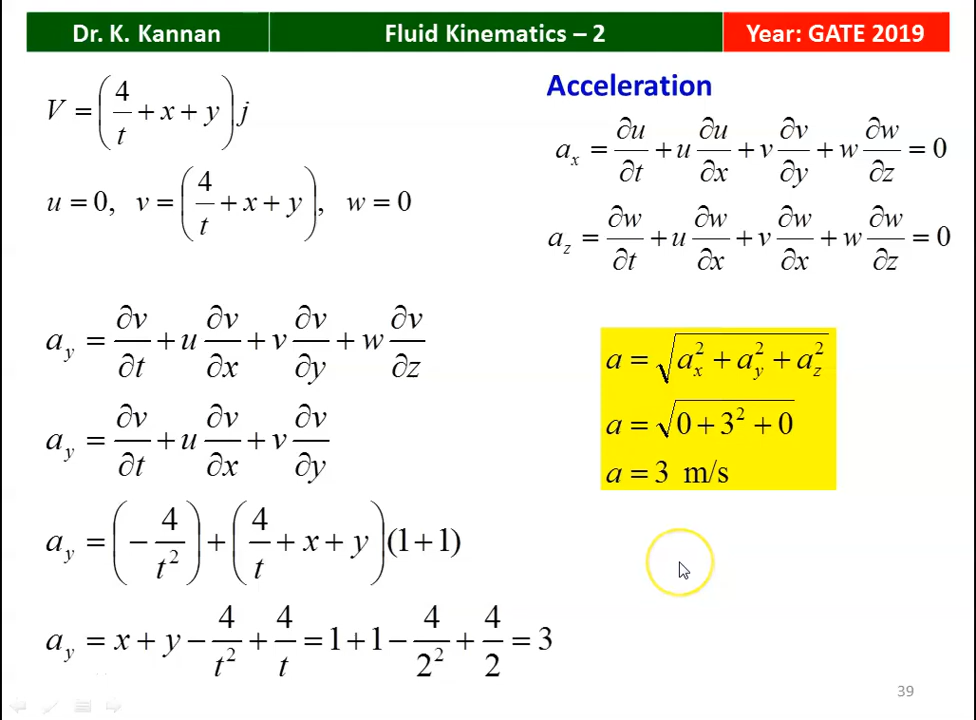 Dr. K. Kannan Fluid Kinematics – 2 Year: GATE 2019
V = (4/t + x + y) j
u = 0, v = (4/t + x + y), w = 0
a_y = ∂v/∂t + u ∂v/∂x + v ∂v/∂y + w ∂v/∂z
a_y = ∂v/∂t + u ∂v/∂x + v ∂v/∂y
a_y = (− 4/t²) + (4/t + x + y)(1 + 1)
a_y = x + y − 4/t² + 4/t = 1 + 1 − 4/2² + 4/2 = 3
Acceleration
a_x = ∂u/∂t + u ∂u/∂x + v ∂v/∂y + w ∂w/∂z = 0
a_z = ∂w/∂t + u ∂w/∂x + v ∂w/∂x + w ∂w/∂z = 0
a = √(a_x² + a_y² + a_z²)
a = √(0 + 3² + 0)
a = 3 m/s
39